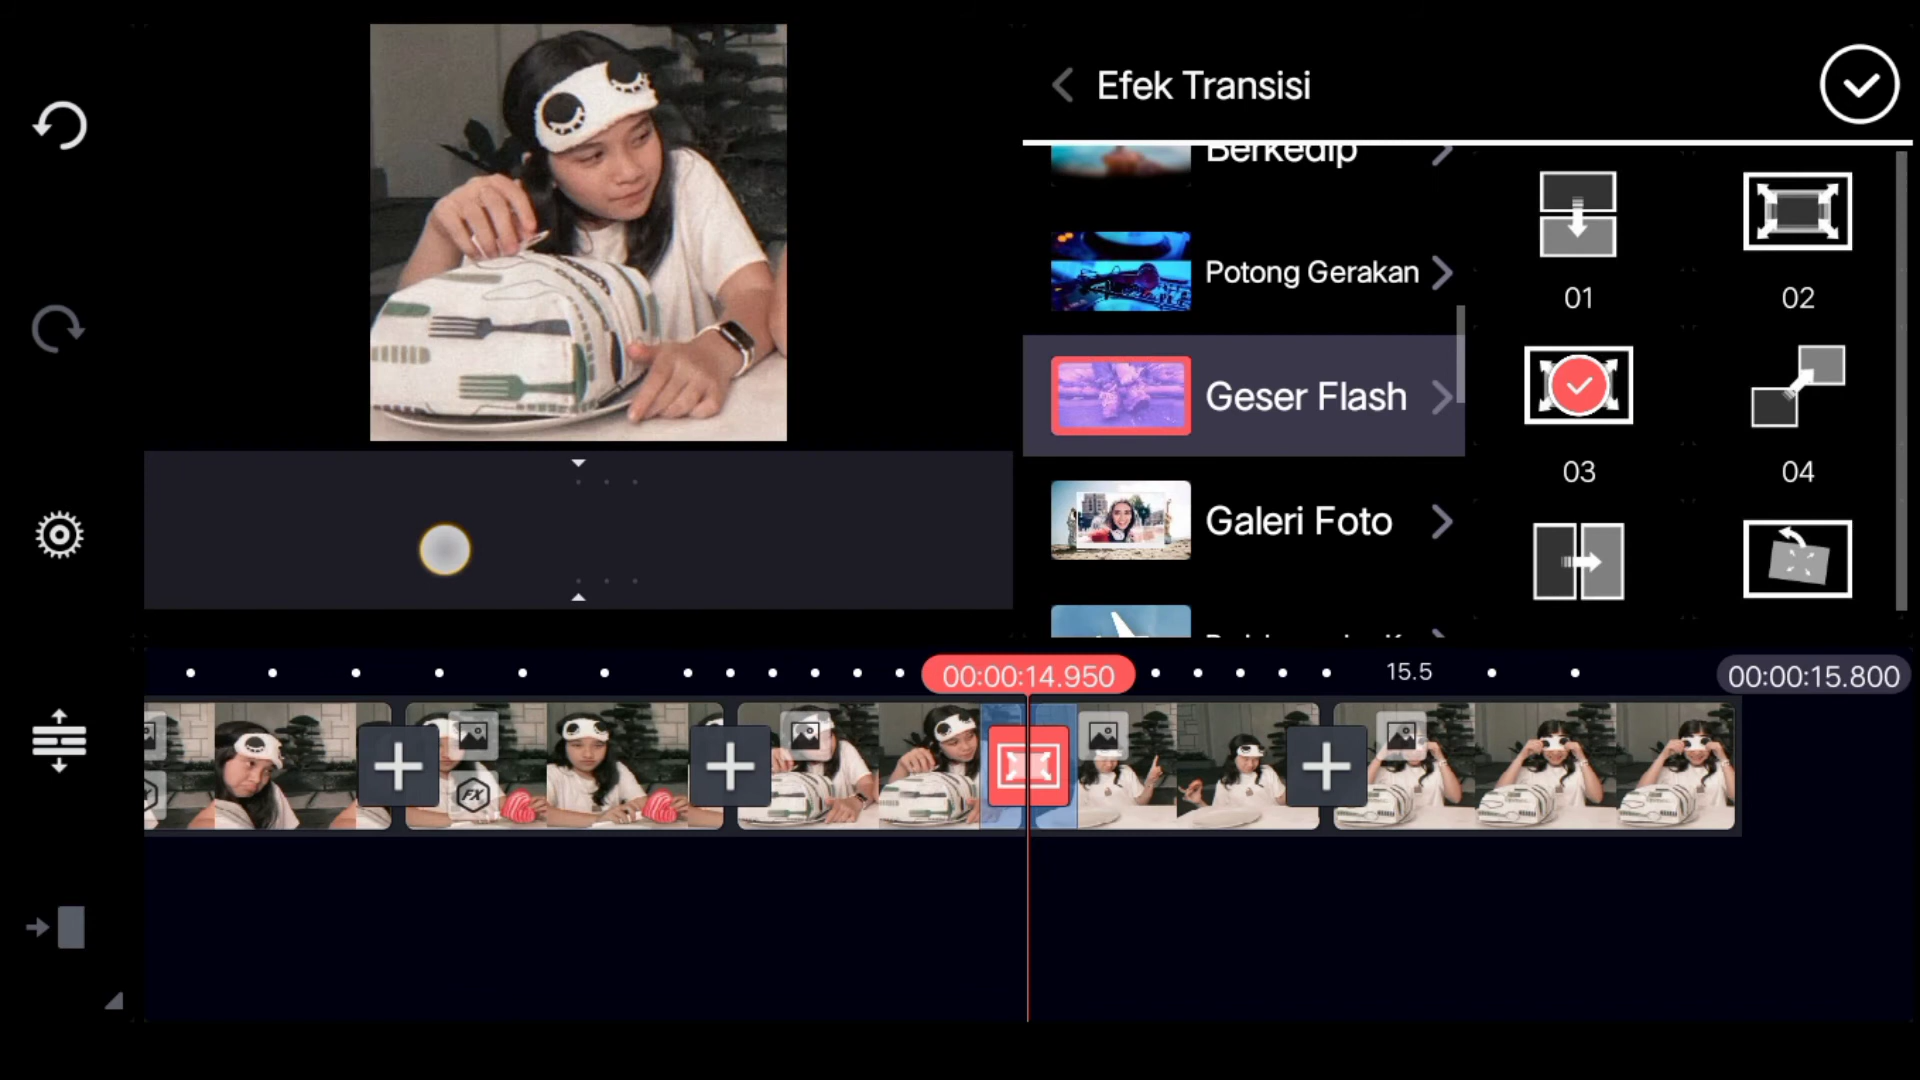 Efek Transisi
Berkedip
Potong Gerakan
01
02
Geser Flash
03
04
Galeri Foto
00:00:14.950
15.5
00:00:15.800
FX